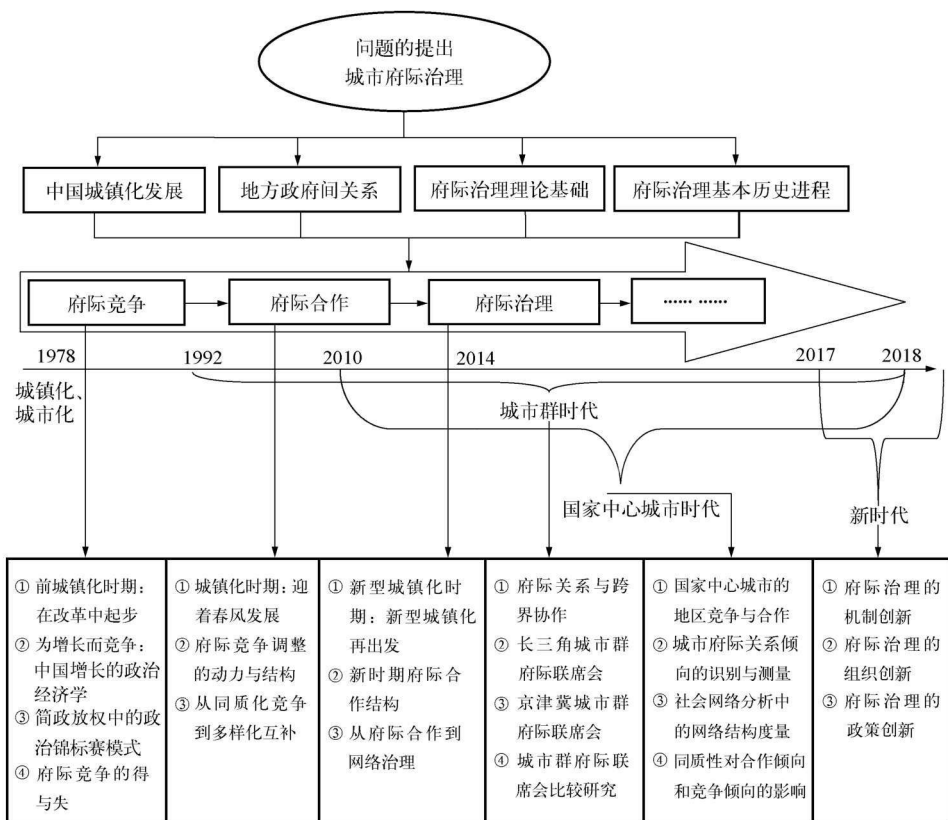 问题的提出
城市府际治理
中国城镇化发展
地方政府间关系
府际治理理论基础
府际治理基本历史进程
府际竞争
府际合作
府际治理
…… ……
1978
1992
2010
2014
2017
2018
城镇化、
城市化
城市群时代
国家中心城市时代
新时代
① 前城镇化时期：
在改革中起步
② 为增长而竞争：
中国增长的政治
经济学
③ 简政放权中的政
治锦标赛模式
④ 府际竞争的得
与失
① 城镇化时期：迎
着春风发展
② 府际竞争调整
的动力与结构
③ 从同质化竞争
到多样化互补
① 新型城镇化时
期：新型城镇化
再出发
② 新时期府际合
作结构
③ 从府际合作到
网络治理
① 府际关系与跨
界协作
② 长三角城市群
府际联席会
③ 京津冀城市群
府际联席会
④ 城市群府际联
席会比较研究
① 国家中心城市的
地区竞争与合作
② 城市府际关系倾
向的识别与测量
③ 社会网络分析中
的网络结构度量
④ 同质性对合作倾向
和竞争倾向的影响
① 府际治理的
机制创新
② 府际治理的
组织创新
③ 府际治理的
政策创新